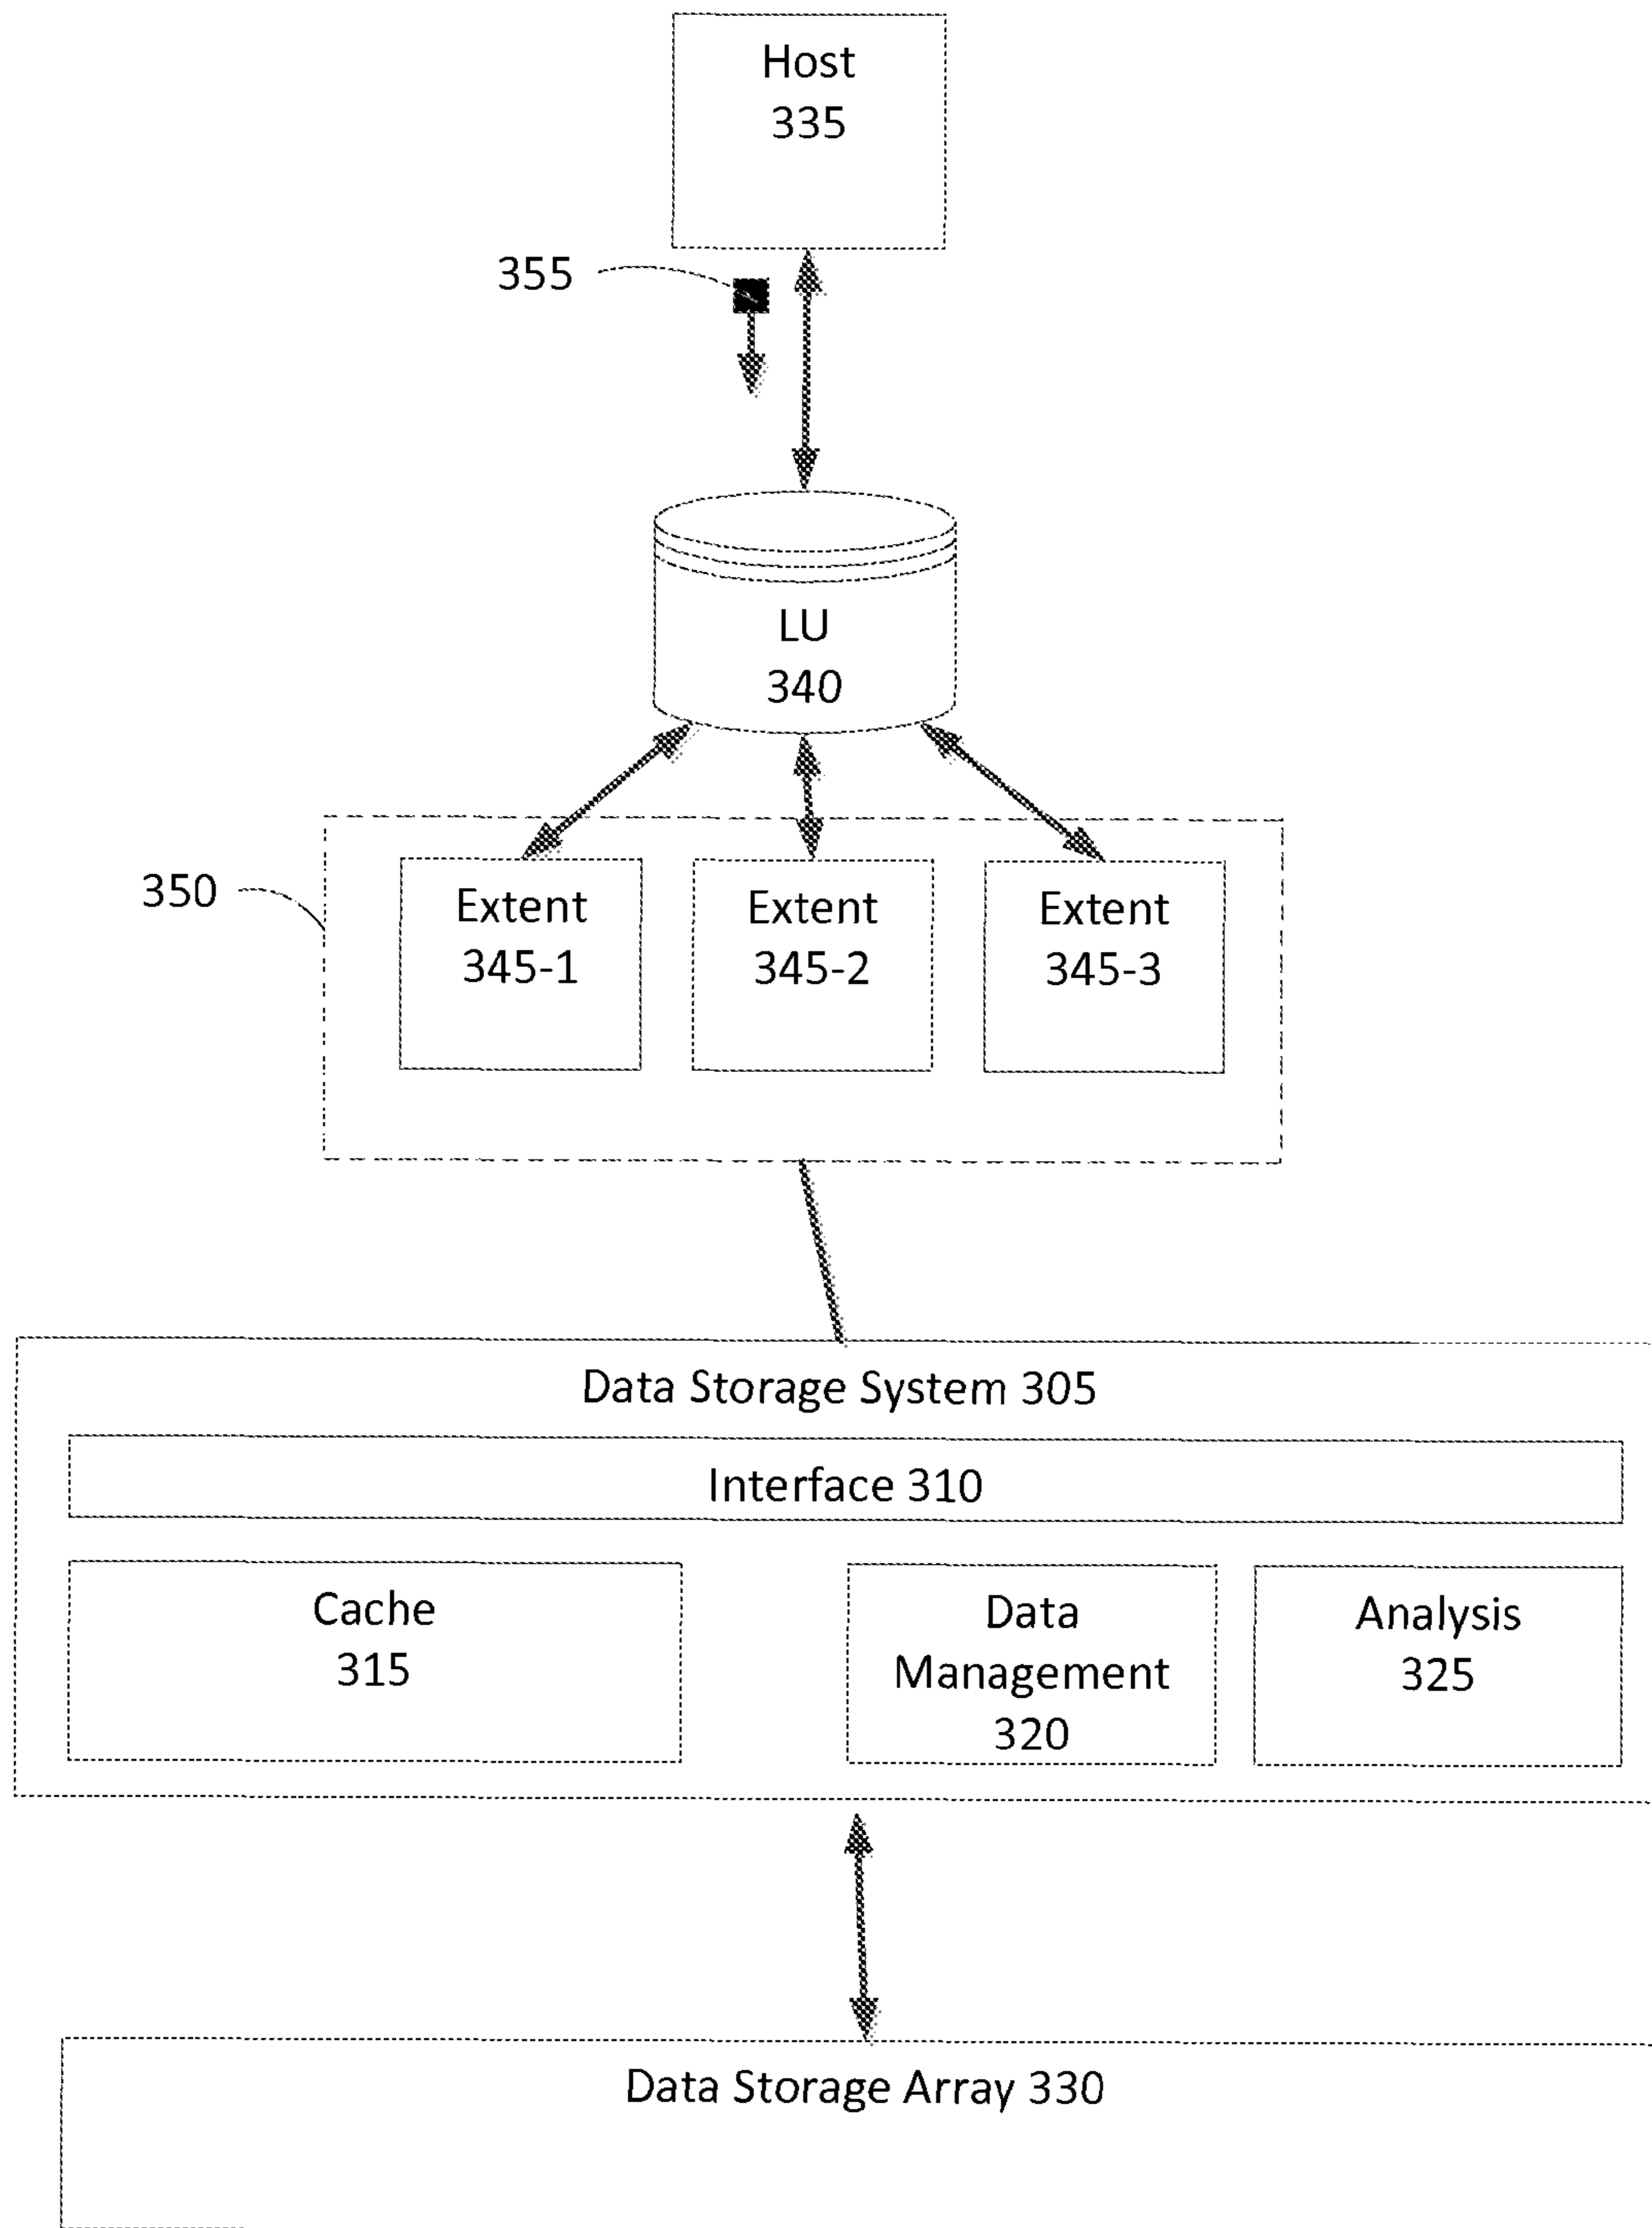 Host
335
355
LU
340
350
Extent
345-1
Extent
345-2
Extent
345-3
Data Storage System 305
Interface 310
Cache
315
Data
Management
320
Analysis
325
Data Storage Array 330